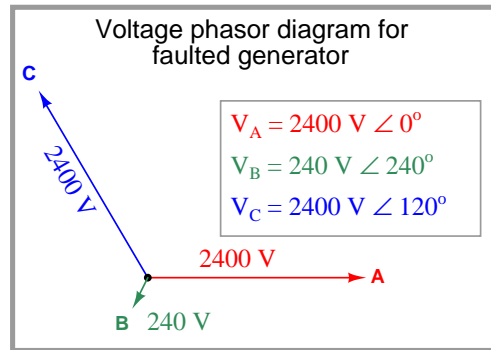 Voltage phasor diagram for
faulted generator
C
V_A = 2400 V ∠ 0°
V_B = 240 V ∠ 240°
V_C = 2400 V ∠ 120°
2400 V
2400 V
A
B
240 V